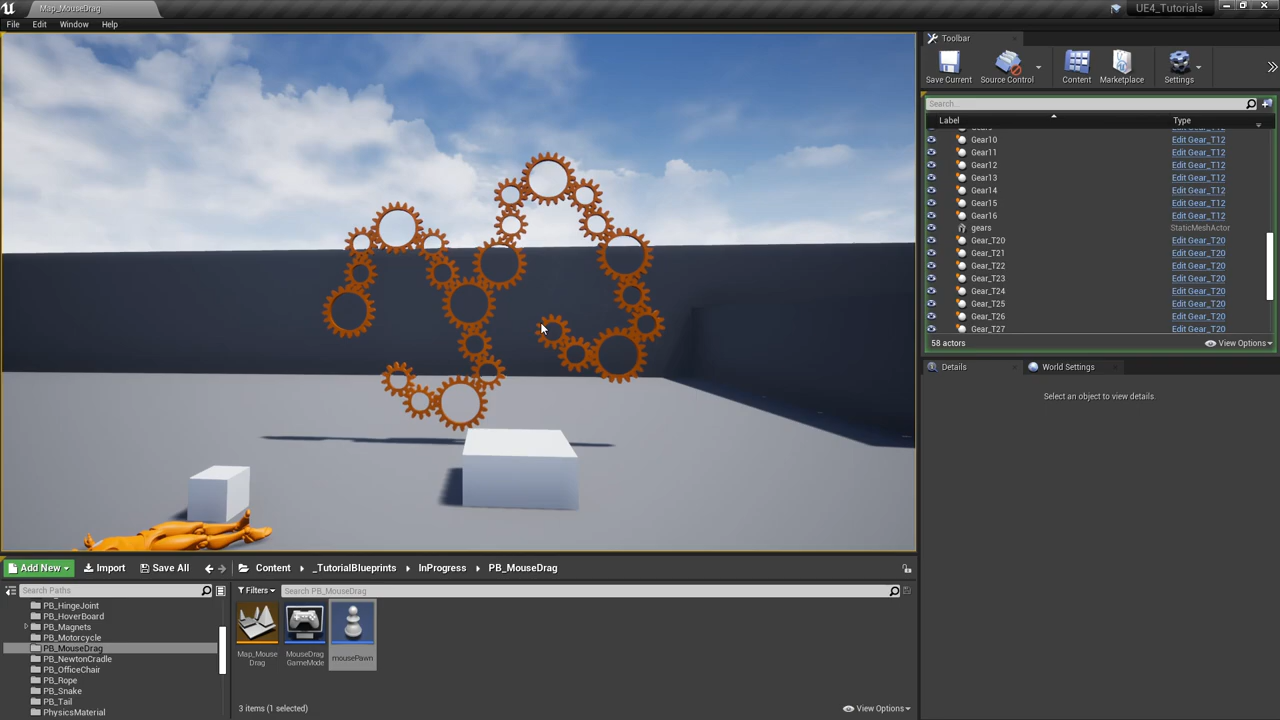 Map_MouseDrag
UE4_Tutorials
File Edit Window Help
Toolbar
Save Current Source Control Content Marketplace Settings
Search...
Label Type
Edit Gear_T12
Gear10 Edit Gear_T12
Gear11 Edit Gear_T12
Gear12 Edit Gear_T12
Gear13 Edit Gear_T12
Gear14 Edit Gear_T12
Gear15 Edit Gear_T12
Gear16 Edit Gear_T12
gears StaticMeshActor
Gear_T20 Edit Gear_T20
Gear_T21 Edit Gear_T20
Gear_T22 Edit Gear_T20
Gear_T23 Edit Gear_T20
Gear_T24 Edit Gear_T20
Gear_T25 Edit Gear_T20
Gear_T26 Edit Gear_T20
Gear_T27 Edit Gear_T20
58 actors View Options
Details World Settings
Select an object to view details.
Add New Import Save All Content _TutorialBlueprints InProgress PB_MouseDrag
Search Paths
PB_HingeJoint
PB_HoverBoard
PB_Magnets
PB_Motorcycle
PB_MouseDrag
PB_NewtonCradle
PB_OfficeChair
PB_Rope
PB_Snake
PB_Tail
PhysicsMaterial
Filters Search PB_MouseDrag
Map_Mouse
Drag
MouseDrag
GameMode
mousePawn
3 items (1 selected) View Options